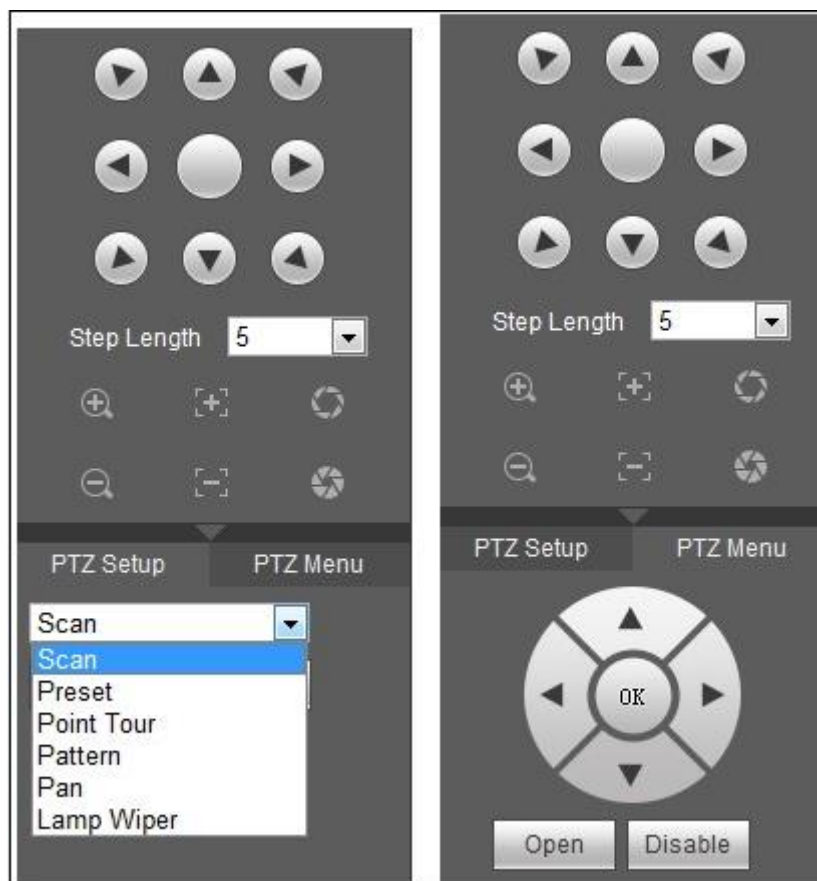 Step Length 5
PTZ Setup PTZ Menu
Scan
Scan
Preset
Point Tour
Pattern
Pan
Lamp Wiper
Step Length 5
PTZ Setup PTZ Menu
OK
Open Disable